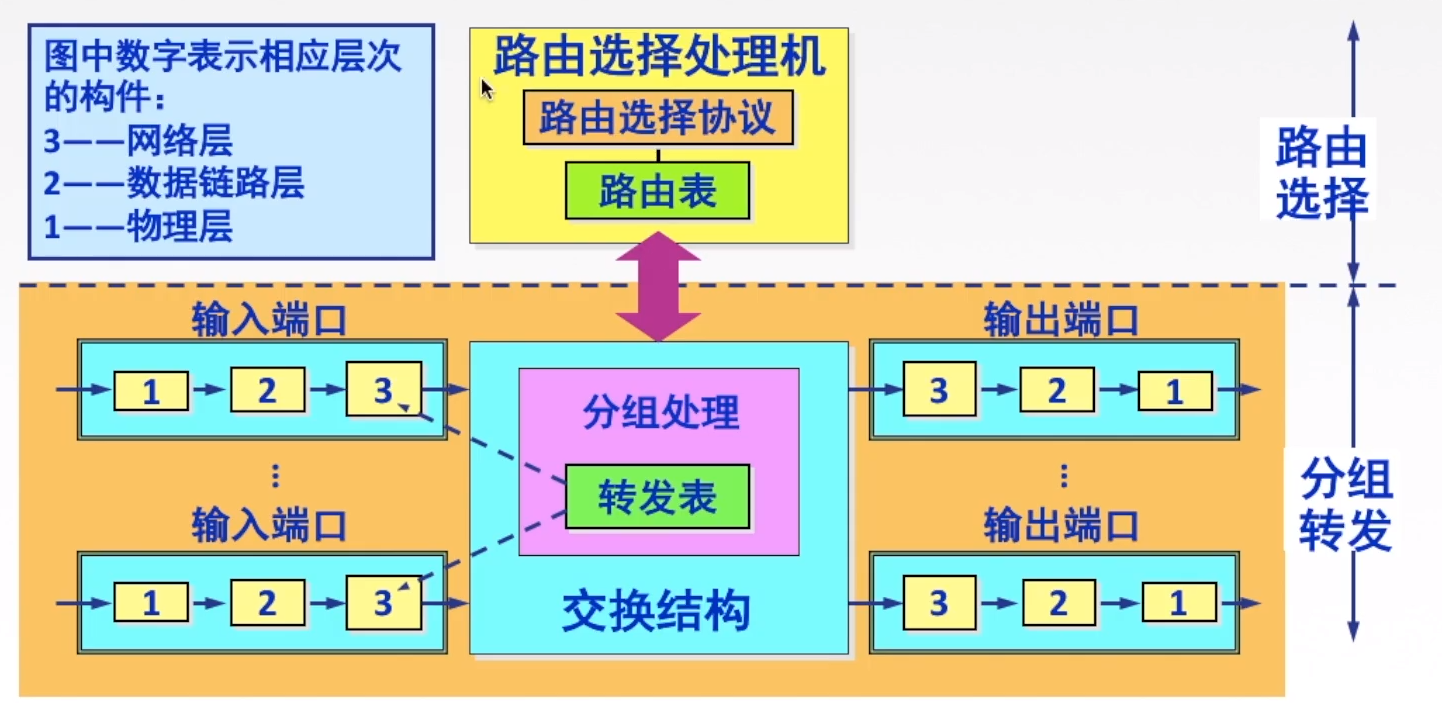 图中数字表示相应层次
的构件：
3——网络层
2——数据链路层
1——物理层
路由选择处理机
路由选择协议
路由表
路由
选择
输入端口
1 2 3
⋮
输入端口
1 2 3
分组处理
转发表
交换结构
输出端口
3 2 1
⋮
输出端口
3 2 1
分组
转发